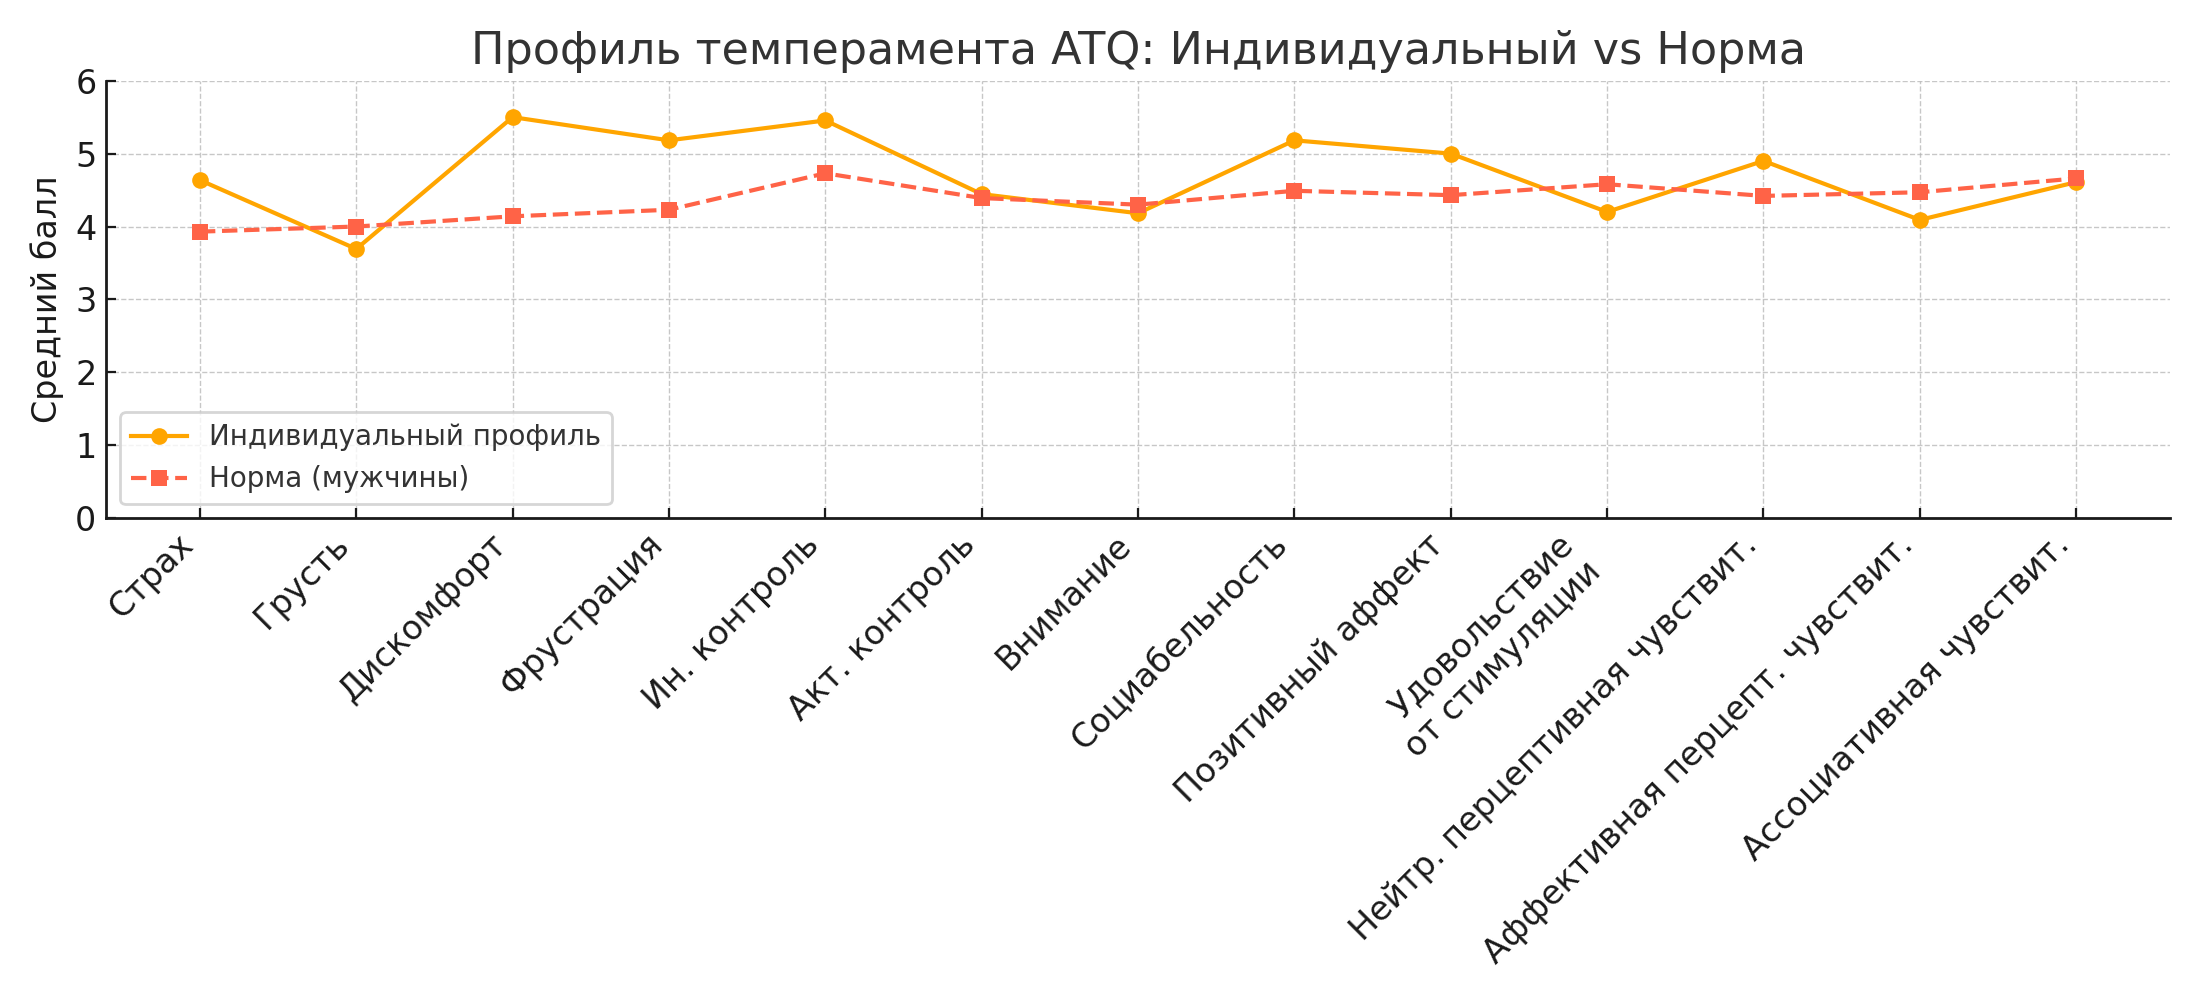 Профиль темперамента ATQ: Индивидуальный vs Норма
Средний балл
6
5
4
3
2
1
0
Индивидуальный профиль
Норма (мужчины)
Страх
Грусть
Дискомфорт
Фрустрация
Ин. контроль
Акт. контроль
Внимание
Социабельность
Позитивный аффект
Удовольствие
от стимуляции
Нейтр. перцептивная чувствит.
Аффективная перцепт. чувствит.
Ассоциативная чувствит.